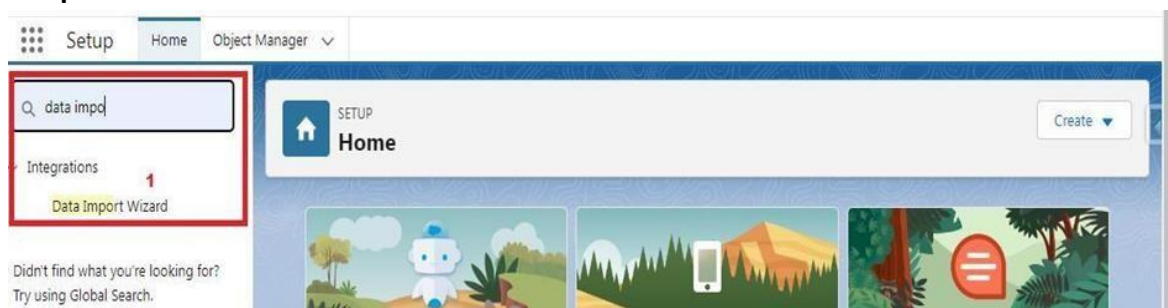 Setup Home Object Manager
data impo
Integrations
1
Data Import Wizard
Didn't find what you're looking for?
Try using Global Search.
SETUP
Home
Create